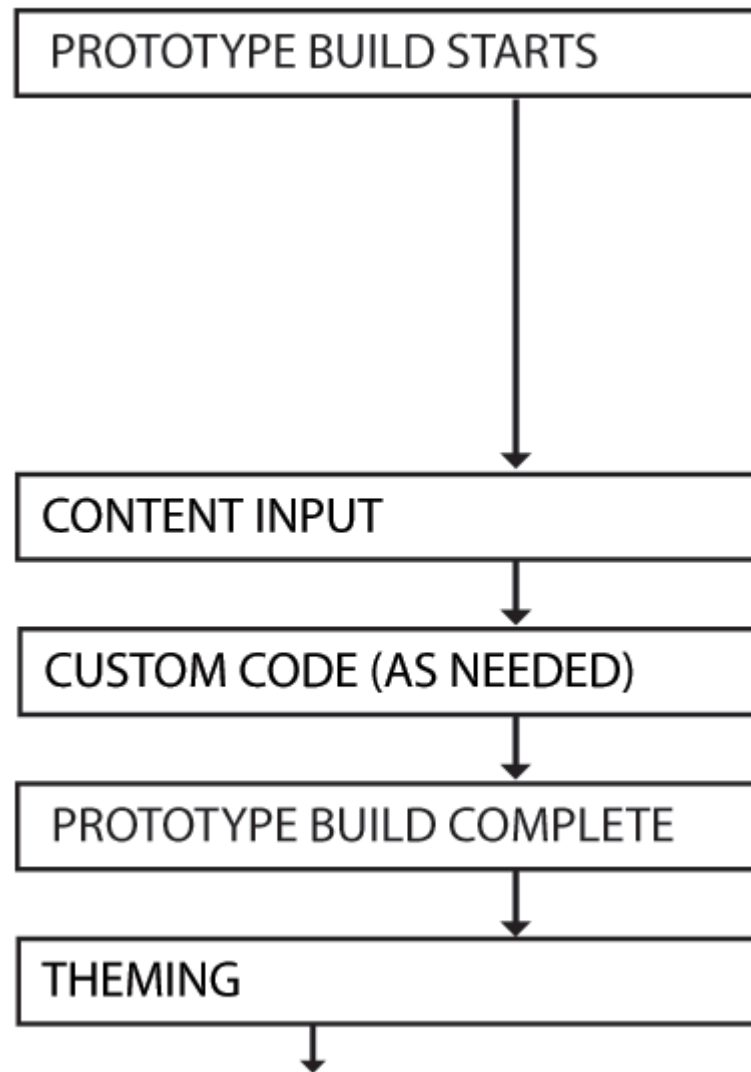 PROTOTYPE BUILD STARTS
CONTENT INPUT
CUSTOM CODE (AS NEEDED)
PROTOTYPE BUILD COMPLETE
THEMING